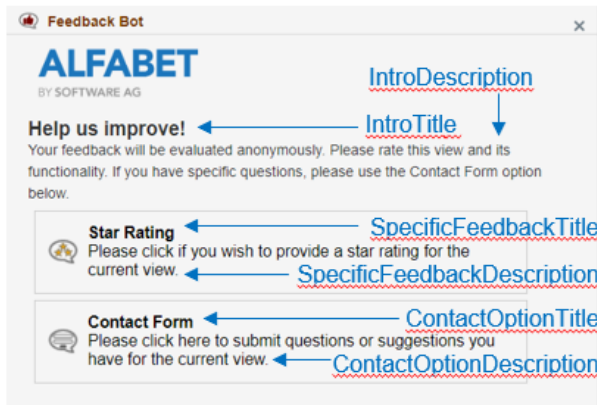 Feedback Bot
×
ALFABET
BY SOFTWARE AG
IntroDescription
Help us improve!
IntroTitle
Your feedback will be evaluated anonymously. Please rate this view and its
functionality. If you have specific questions, please use the Contact Form option
below.
Star Rating
SpecificFeedbackTitle
Please click if you wish to provide a star rating for the
current view.
SpecificFeedbackDescription
Contact Form
ContactOptionTitle
Please click here to submit questions or suggestions you
have for the current view.
ContactOptionDescription